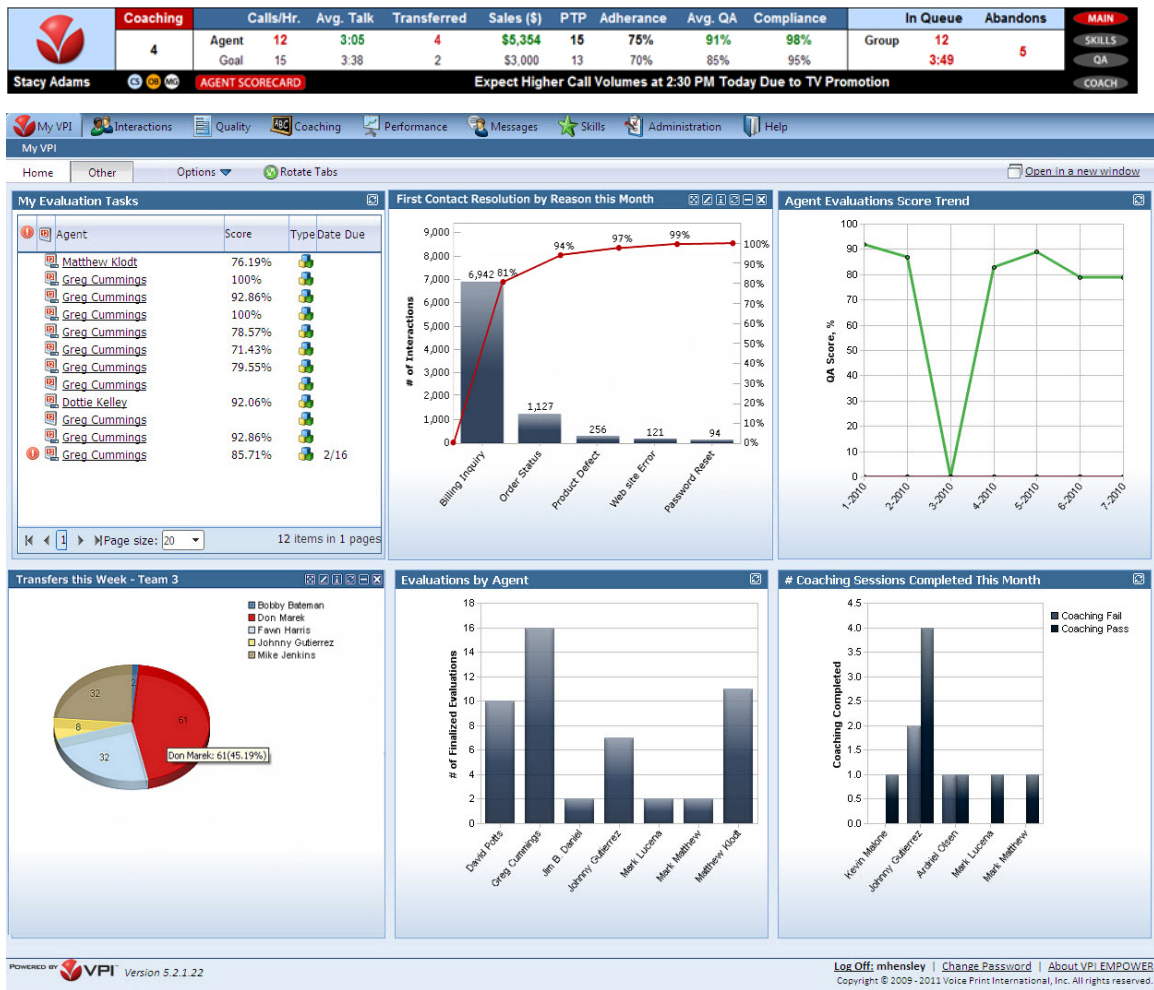 Coaching Calls/Hr. Avg. Talk Transferred Sales ($) PTP Adherance Avg. QA Compliance In Queue Abandons MAIN
4 Agent 12 3:05 4 $5,354 15 75% 91% 98% Group 12 5 SKILLS
Goal 15 3:38 2 $3,000 13 70% 85% 95% 3:49 QA
Stacy Adams CS OB MG AGENT SCORECARD Expect Higher Call Volumes at 2:30 PM Today Due to TV Promotion COACH
My VPI Interactions Quality ABC Coaching Performance Messages Skills Administration Help
My VPI
Home Other Options Rotate Tabs Open in a new window
My Evaluation Tasks
Agent Score Type Date Due
Matthew Klodt 76.19%
Greg Cummings 100%
Greg Cummings 92.86%
Greg Cummings 100%
Greg Cummings 78.57%
Greg Cummings 71.43%
Greg Cummings 79.55%
Greg Cummings
Dottie Kelley 92.06%
Greg Cummings
Greg Cummings 92.86%
Greg Cummings 85.71% 2/16
1 Page size: 20 12 items in 1 pages
First Contact Resolution by Reason this Month
# of Interactions
9,000
8,000
7,000
6,000
5,000
4,000
3,000
2,000
1,000
0
6,942 81% 94% 97% 99%
1,127
256
121
94
100%
90%
80%
70%
60%
50%
40%
30%
20%
10%
0%
Billing Inquiry
Order Status
Product Defect
Web site Error
Password Reset
Agent Evaluations Score Trend
QA Score, %
100
90
80
70
60
50
40
30
20
10
0
1-2010
2-2010
3-2010
4-2010
5-2010
6-2010
7-2010
Transfers this Week - Team 3
Bobby Bateman
Don Marek
Fawn Harris
Johnny Gutierrez
Mike Jenkins
2
32
61
8
32
Don Marek: 61(45.19%)
Evaluations by Agent
# of Finalized Evaluations
18
16
14
12
10
8
6
4
2
0
David Potts
Greg Cummings
Jim B. Daniel
Johnny Gutierrez
Mark Lucena
Mark Matthew
Matthew Klodt
# Coaching Sessions Completed This Month
Coaching Completed
4.5
4.0
3.5
3.0
2.5
2.0
1.5
1.0
0.5
0.0
Coaching Fail
Coaching Pass
Kevin Malone
Johnny Gutierrez
Ardriel Olsen
Mark Lucena
Mark Matthew
POWERED BY VPI™ Version 5.2.1.22
Log Off: mhensley | Change Password | About VPI EMPOWER
Copyright © 2009 - 2011 Voice Print International, Inc. All rights reserved.